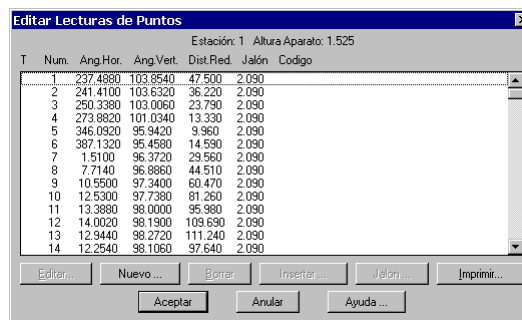 Editar Lecturas de Puntos
Estación: 1 Altura Aparato: 1.525
T Num. Ang.Hor. Ang.Vert. Dist.Red. Jalón Codigo
1 237.4880 103.8540 47.500 2.090
2 241.4100 103.6320 36.220 2.090
3 250.3380 103.0060 23.790 2.090
4 273.8820 101.0340 13.330 2.090
5 346.0920 95.9420 9.960 2.090
6 387.1320 95.4580 14.590 2.090
7 1.5100 96.3720 29.560 2.090
8 7.7140 96.8860 44.510 2.090
9 10.5500 97.3400 60.470 2.090
10 12.5300 97.7380 81.260 2.090
11 13.3880 98.0000 95.980 2.090
12 14.0020 98.1900 109.690 2.090
13 12.9440 98.2720 111.240 2.090
14 12.2540 98.1060 97.640 2.090
Editar... Nuevo ... Borrar Insertar ... Jalon ... Imprimir...
Aceptar Anular Ayuda ...